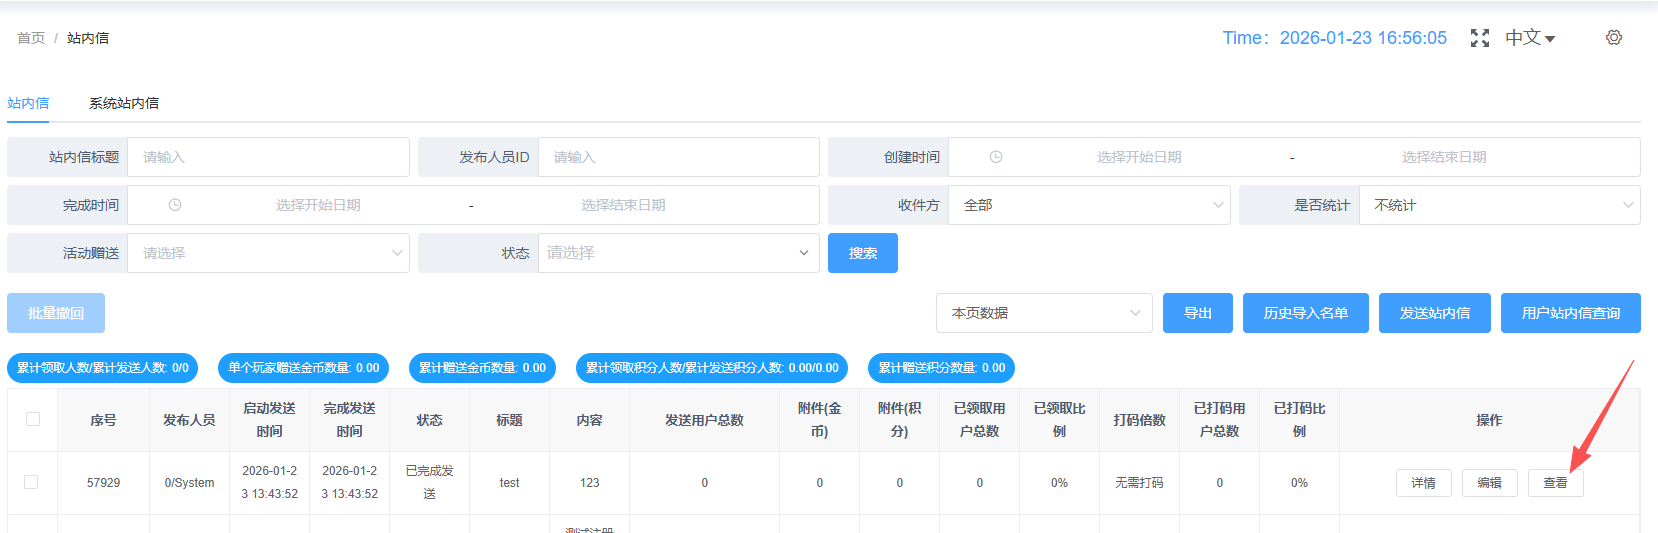 首页 / 站内信
Time：2026-01-23 16:56:05 中文
站内信 系统站内信
站内信标题 请输入 发布人员ID 请输入 创建时间 选择开始日期 - 选择结束日期
完成时间 选择开始日期 - 选择结束日期 收件方 全部 是否统计 不统计
活动赠送 请选择 状态 请选择 搜索
批量撤回 本页数据 导出 历史导入名单 发送站内信 用户站内信查询
累计领取人数/累计发送人数: 0/0 单个玩家赠送金币数量: 0.00 累计赠送金币数量: 0.00 累计领取积分人数/累计发送积分人数: 0.00/0.00 累计赠送积分数量: 0.00
序号 发布人员 启动发送时间 完成发送时间 状态 标题 内容 发送用户总数 附件(金币) 附件(积分) 已领取用户总数 已领取比例 打码倍数 已打码用户总数 已打码比例 操作
57929 0/System 2026-01-23 13:43:52 2026-01-23 13:43:52 已完成发送 test 123 0 0 0 0 0% 无需打码 0 0% 详情 编辑 查看
测试注册